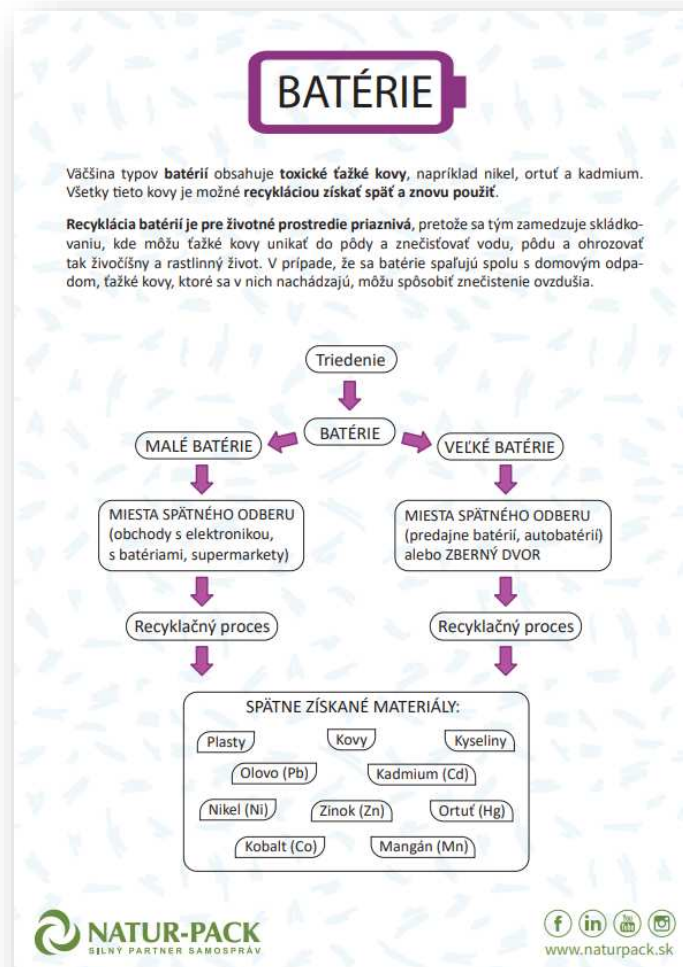 BATÉRIE
Väčšina typov batérií obsahuje toxické ťažké kovy, napríklad nikel, ortuť a kadmium.
Všetky tieto kovy je možné recykláciou získať späť a znovu použiť.
Recyklácia batérií je pre životné prostredie priaznivá, pretože sa tým zamedzuje skládko-
vaniu, kde môžu ťažké kovy unikať do pôdy a znečisťovať vodu, pôdu a ohrozovať
tak živočíšny a rastlinný život. V prípade, že sa batérie spaľujú spolu s domovým odpa-
dom, ťažké kovy, ktoré sa v nich nachádzajú, môžu spôsobiť znečistenie ovzdušia.
Triedenie
BATÉRIE
MALÉ BATÉRIE
VEĽKÉ BATÉRIE
MIESTA SPÄTNÉHO ODBERU
(obchody s elektronikou,
s batériami, supermarkety)
MIESTA SPÄTNÉHO ODBERU
(predajne batérií, autobatérií)
alebo ZBERNÝ DVOR
Recyklačný proces
Recyklačný proces
SPÄTNE ZÍSKANÉ MATERIÁLY:
Plasty
Kovy
Kyseliny
Olovo (Pb)
Kadmium (Cd)
Nikel (Ni)
Zinok (Zn)
Ortuť (Hg)
Kobalt (Co)
Mangán (Mn)
NATUR-PACK
SILNÝ PARTNER SAMOSPRÁV
f in You Tube
www.naturpack.sk